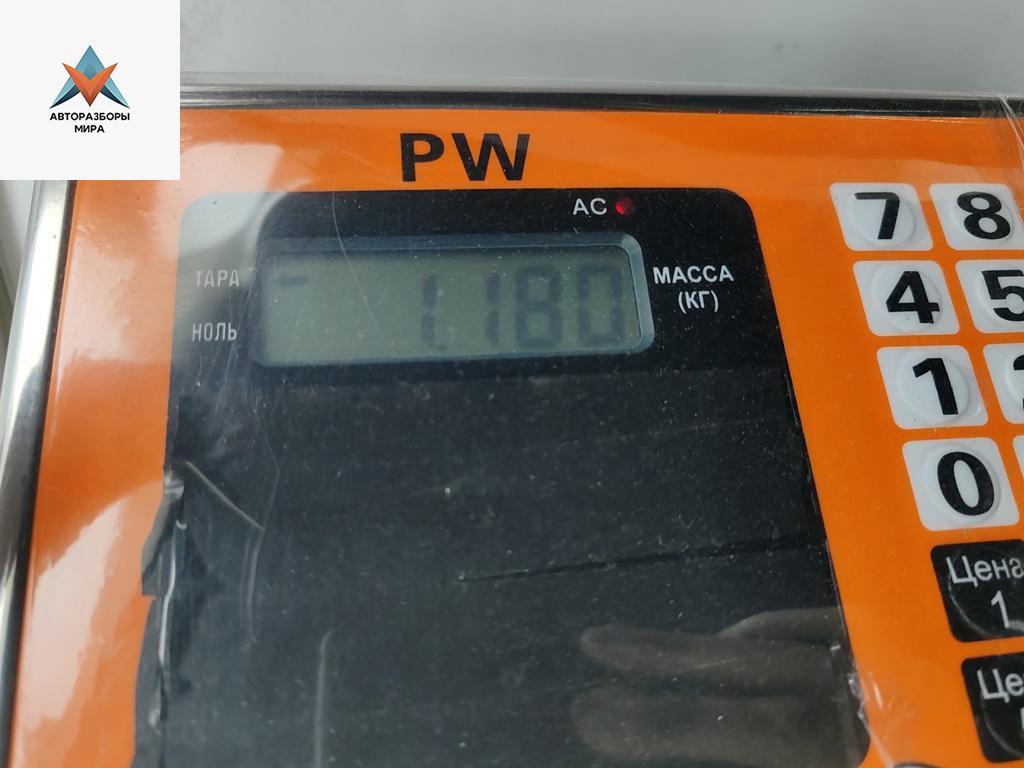 АВТОРАЗБОРЫ
МИРА
PW
AC
ТАРА
НОЛЬ
1.180
МАССА
(КГ)
7 8
4 5
1
0
Цена
1